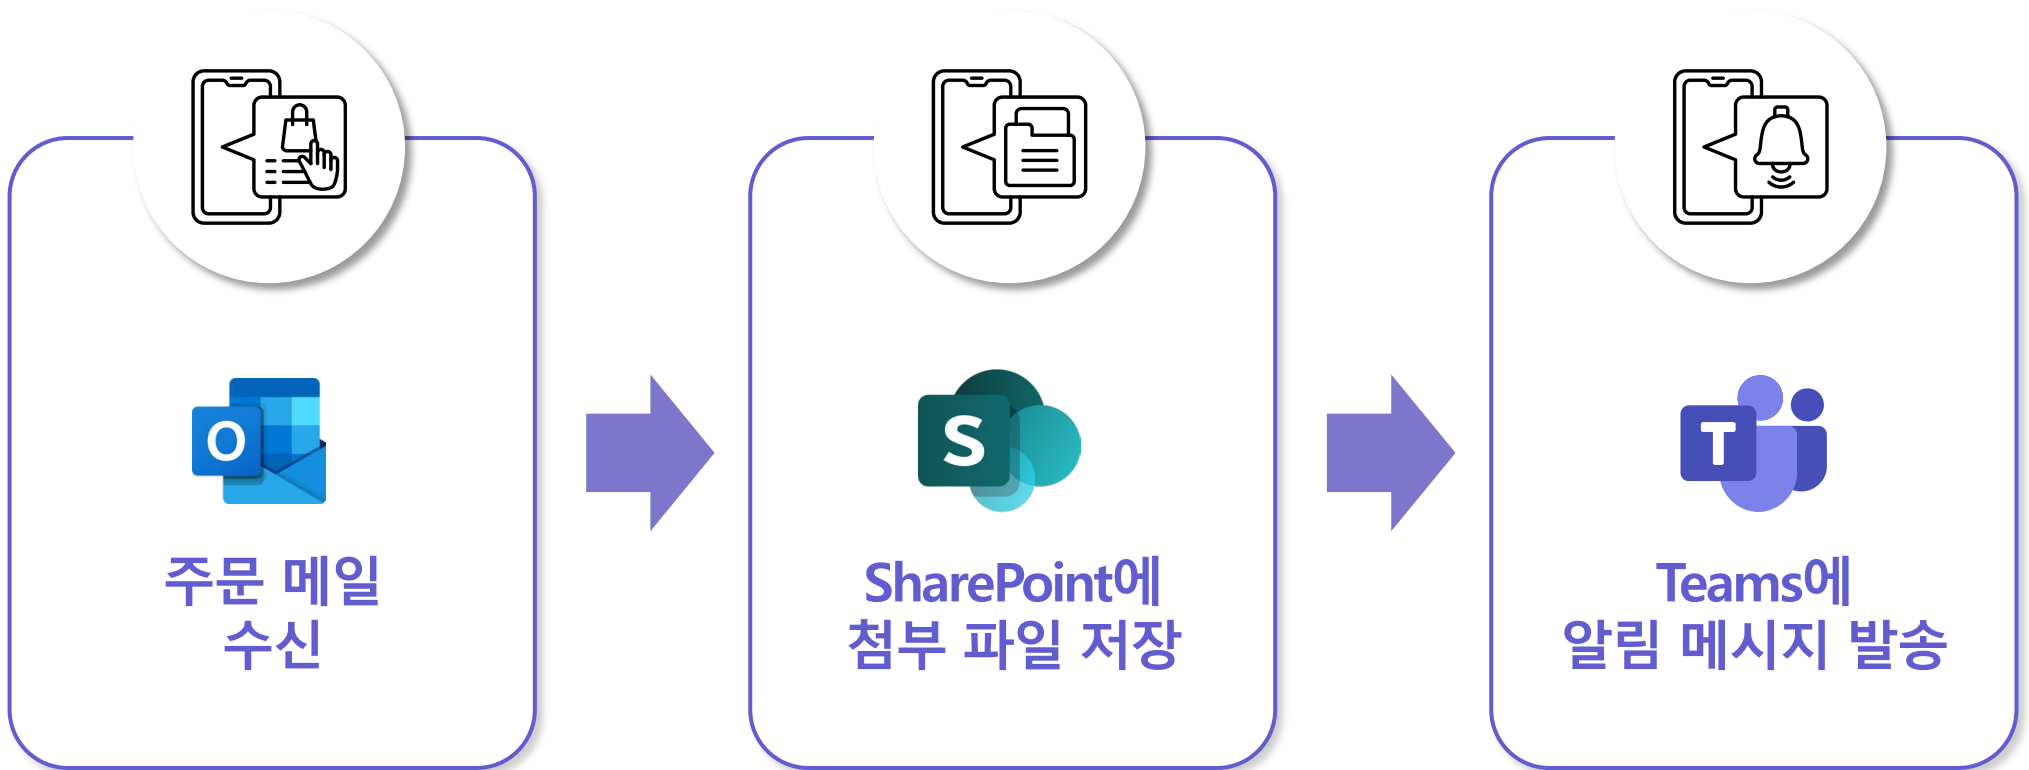 O
주문 메일
수신
S
SharePoint에
첨부 파일 저장
T
Teams에
알림 메시지 발송